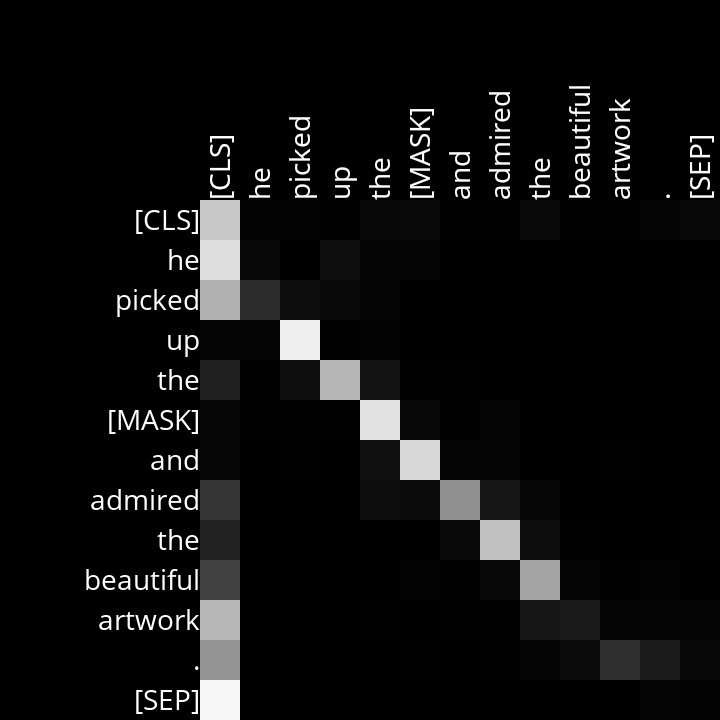 [CLS] he picked up the [MASK] and admired the beautiful artwork . [SEP]
[CLS]
he
picked
up
the
[MASK]
and
admired
the
beautiful
artwork
.
[SEP]